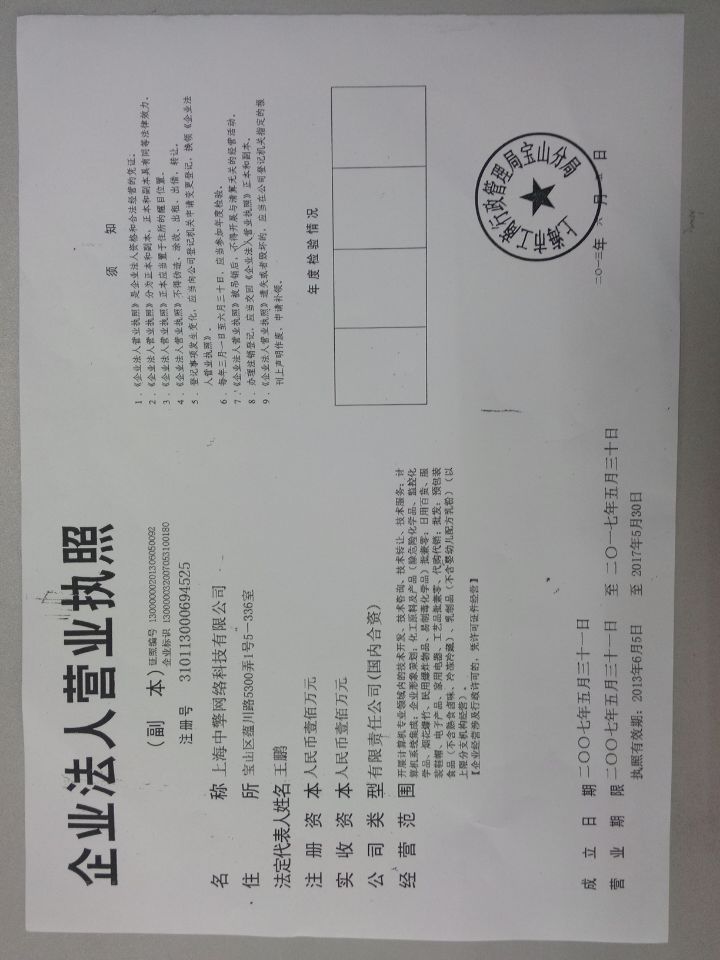 企业法人营业执照
（副 本）
证照编号 13000000201306050092
企业标识 13000003200705310​0180
注册号 310113000694525
名 称 上海中擎网络科技有限公司
住 所 宝山区蕴川路5300弄1号5-336室
法定代表人姓名 王鹏
注 册 资 本 人民币壹佰万元
实 收 资 本 人民币壹佰万元
公 司 类 型 有限责任公司(国内合资)
经 营 范 围 开展计算机专业领域内的技术开发、技术咨询、技术转让、技术服务；计
算机系统集成；企业形象策划；化工原料及产品（除危险化学品、监控化
学品、烟花爆竹、民用爆炸物品、易制毒化学品）批兼零；日用百货、服
装鞋帽、电子产品、家用电器、工艺品批兼零、代购代销；批发：预包装
食品（不含熟食卤味、冷冻冷藏）、乳制品（不含婴幼儿配方乳粉）（以
上限分支机构经营）。
【企业经营涉及行政许可的，凭许可证件经营】
成 立 日 期 二〇〇七年五月三十一日
营 业 期 限 二〇〇七年五月三十一日 至 二〇一七年五月三十日
执照有效期：2013年6月5日 至 2017年5月30日
须 知
1．《企业法人营业执照》是企业法人资格和合法经营的凭证。
2．《企业法人营业执照》分为正本和副本，正本和副本具有同等法律效力。
3．《企业法人营业执照》正本应当置于住所的醒目位置。
4．《企业法人营业执照》不得伪造、涂改、出租、出借、转让。
5．登记事项发生变化，应当向公司登记机关申请变更登记，换领《企业法
人营业执照》。
6．每年三月一日至六月三十日，应当参加年度检验。
7．《企业法人营业执照》被吊销后，不得开展与清算无关的经营活动。
8．办理注销登记，应当交回《企业法人营业执照》正本和副本。
9．《企业法人营业执照》遗失或者毁坏的，应当在公司登记机关指定的报
刊上声明作废，申请补领。
年度检验情况
上海市工商行政管理局宝山分局
二〇一三年 六 月 五 日